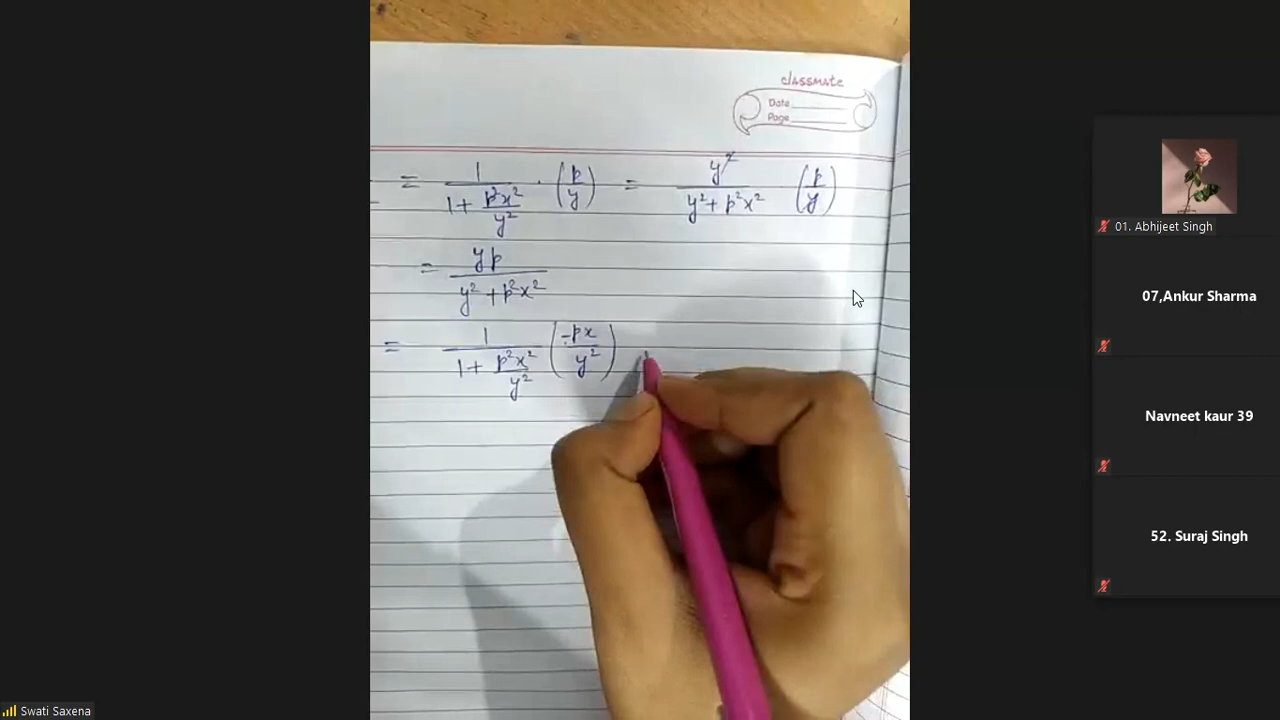 classmate
Date
Page
= 1/(1 + p²x²/y²) · (p/y) = y²/(y² + p²x²) (p/y)
= yp/(y² + p²x²)
= 1/(1 + p²x²/y²) (-px/y²)
01. Abhijeet Singh
07,Ankur Sharma
Navneet kaur 39
52. Suraj Singh
Swati Saxena